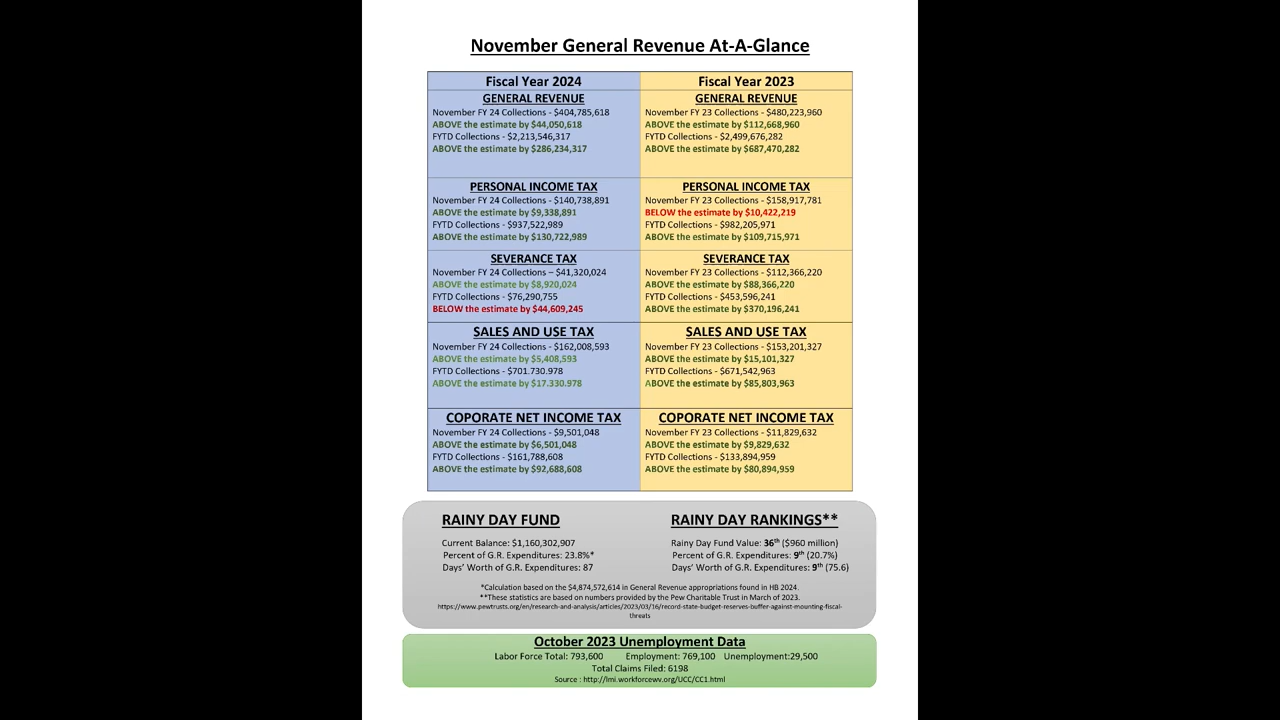 November General Revenue At-A-Glance
Fiscal Year 2024
GENERAL REVENUE
November FY 24 Collections - $404,785,618
ABOVE the estimate by $44,050,618
FYTD Collections - $2,213,546,317
ABOVE the estimate by $286,234,317
PERSONAL INCOME TAX
November FY 24 Collections - $140,738,891
ABOVE the estimate by $9,338,891
FYTD Collections - $937,522,989
ABOVE the estimate by $130,722,989
SEVERANCE TAX
November FY 24 Collections – $41,320,024
ABOVE the estimate by $8,920,024
FYTD Collections - $76,290,755
BELOW the estimate by $44,609,245
SALES AND USE TAX
November FY 24 Collections - $162,008,593
ABOVE the estimate by $5,408,593
FYTD Collections - $701.730.978
ABOVE the estimate by $17.330.978
COPORATE NET INCOME TAX
November FY 24 Collections - $9,501,048
ABOVE the estimate by $6,501,048
FYTD Collections - $161,788,608
ABOVE the estimate by $92,688,608
Fiscal Year 2023
GENERAL REVENUE
November FY 23 Collections - $480,223,960
ABOVE the estimate by $112,668,960
FYTD Collections - $2,499,676,282
ABOVE the estimate by $687,470,282
PERSONAL INCOME TAX
November FY 23 Collections - $158,917,781
BELOW the estimate by $10,422,219
FYTD Collections - $982,205,971
ABOVE the estimate by $109,715,971
SEVERANCE TAX
November FY 23 Collections - $112,366,220
ABOVE the estimate by $88,366,220
FYTD Collections - $453,596,241
ABOVE the estimate by $370,196,241
SALES AND USE TAX
November FY 23 Collections - $153,201,327
ABOVE the estimate by $15,101,327
FYTD Collections - $671,542,963
ABOVE the estimate by $85,803,963
COPORATE NET INCOME TAX
November FY 23 Collections - $11,829,632
ABOVE the estimate by $9,829,632
FYTD Collections - $133,894,959
ABOVE the estimate by $80,894,959
RAINY DAY FUND
Current Balance: $1,160,302,907
Percent of G.R. Expenditures: 23.8%*
Days' Worth of G.R. Expenditures: 87
RAINY DAY RANKINGS**
Rainy Day Fund Value: 36th ($960 million)
Percent of G.R. Expenditures: 9th (20.7%)
Days' Worth of G.R. Expenditures: 9th (75.6)
*Calculation based on the $4,874,572,614 in General Revenue appropriations found in HB 2024.
**These statistics are based on numbers provided by the Pew Charitable Trust in March of 2023.
https://www.pewtrusts.org/en/research-and-analysis/articles/2023/03/16/record-state-budget-reserves-buffer-against-mounting-fiscal-
threats
October 2023 Unemployment Data
Labor Force Total: 793,600 Employment: 769,100 Unemployment:29,500
Total Claims Filed: 6198
Source : http://lmi.workforcewv.org/UCC/CC1.html